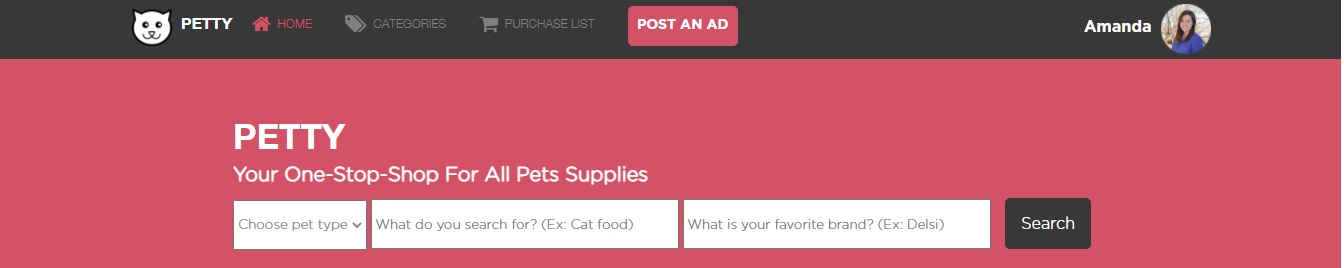 PETTY HOME CATEGORIES PURCHASE LIST POST AN AD Amanda
PETTY
Your One-Stop-Shop For All Pets Supplies
Choose pet type What do you search for? (Ex: Cat food) What is your favorite brand? (Ex: Delsi) Search